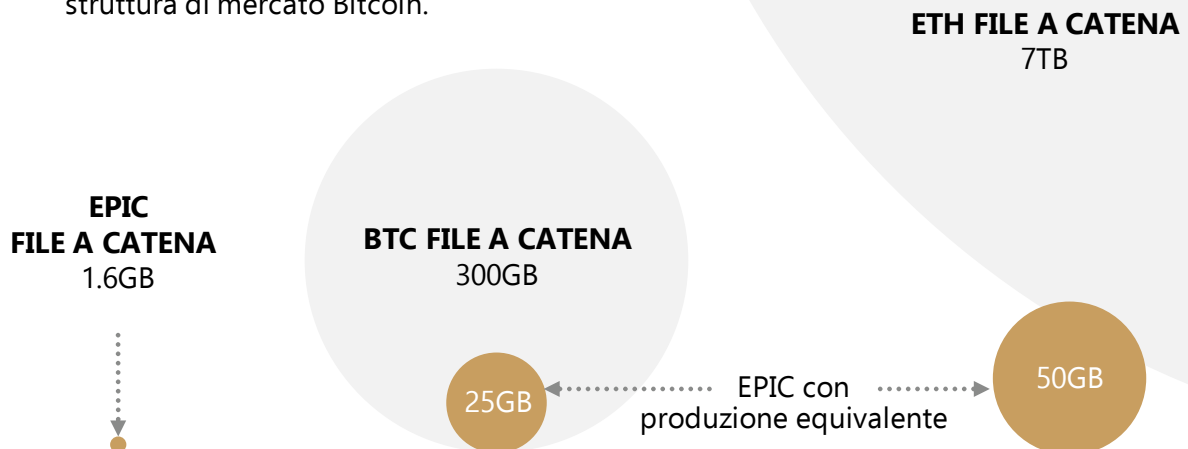 struttura di mercato Bitcoin.
ETH FILE A CATENA
7TB
EPIC
FILE A CATENA
1.6GB
BTC FILE A CATENA
300GB
25GB
EPIC con
produzione equivalente
50GB